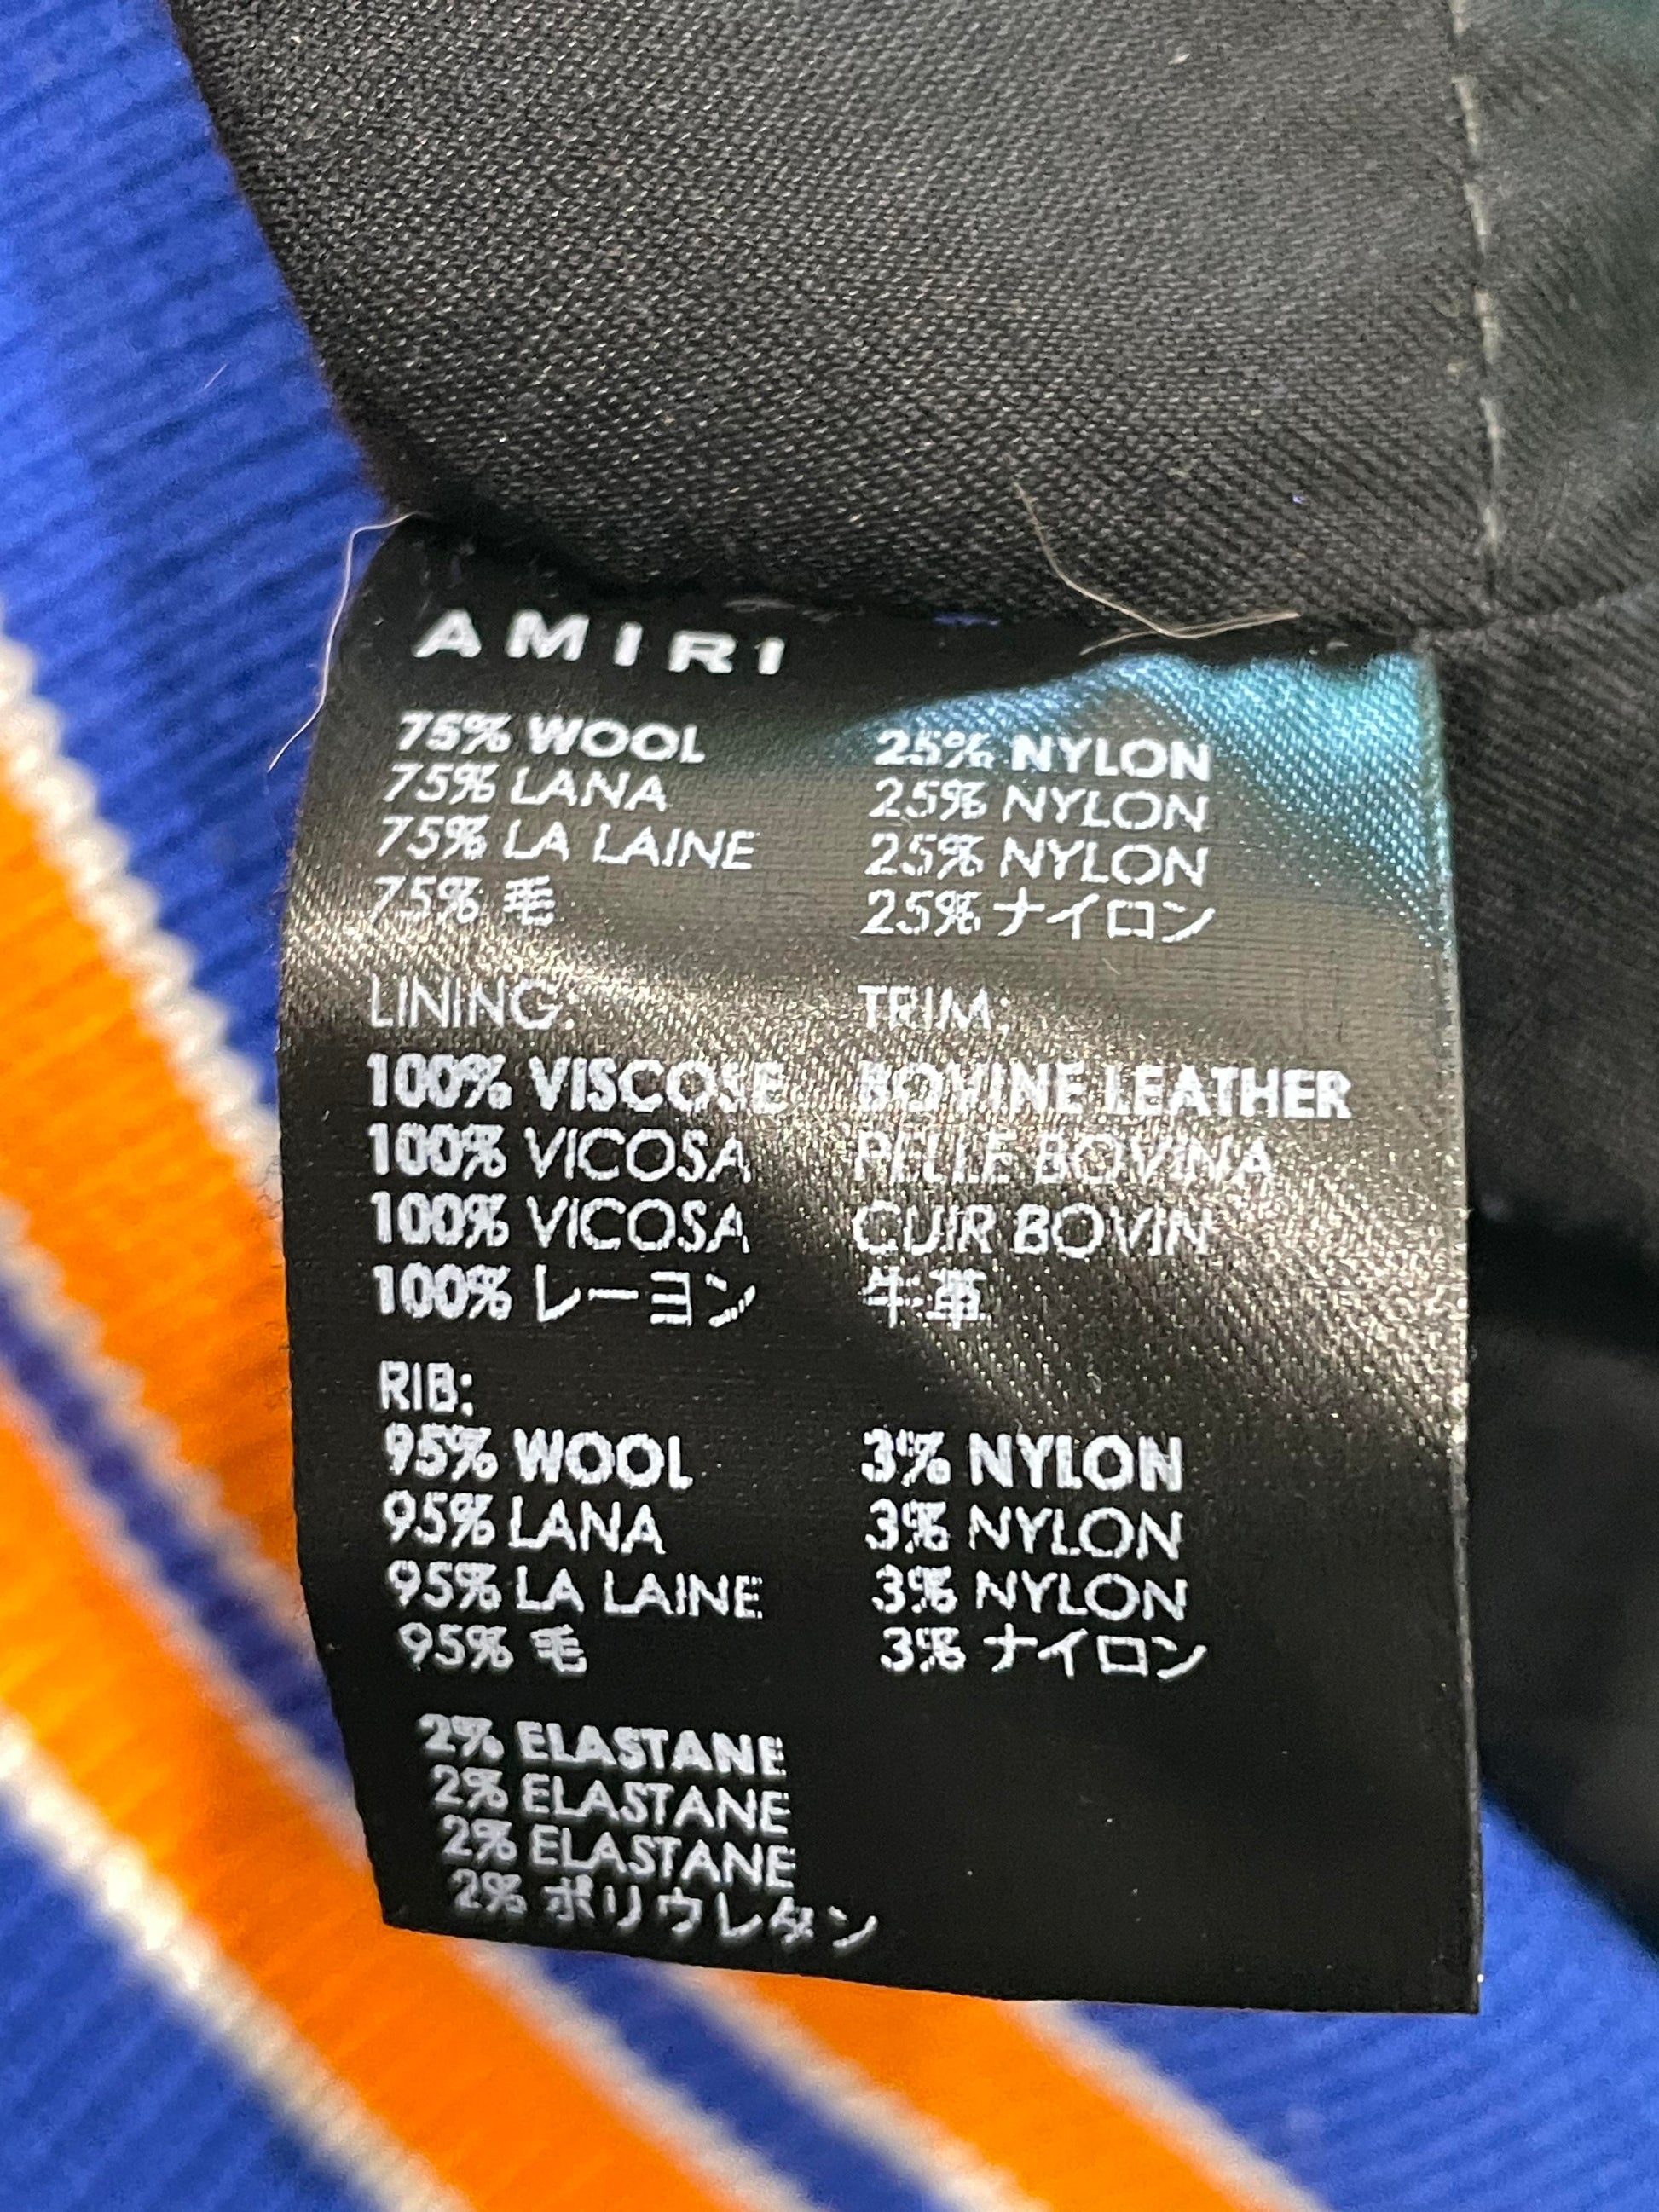 AMIRI
75% WOOL 25% NYLON
75% LANA 25% NYLON
75% LA LAINE 25% NYLON
75% 毛 25% ナイロン
LINING: TRIM:
100% VISCOSE BOVINE LEATHER
100% VICOSA PELLE BOVINA
100% VICOSA CUIR BOVIN
100% レーヨン 牛革
RIB:
95% WOOL 3% NYLON
95% LANA 3% NYLON
95% LA LAINE 3% NYLON
95% 毛 3% ナイロン
2% ELASTANE
2% ELASTANE
2% ELASTANE
2% ポリウレタン